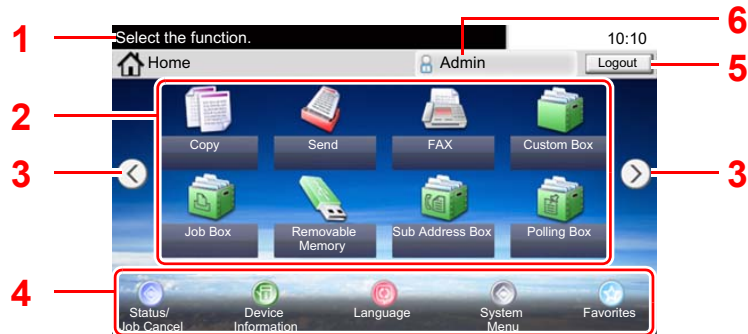 6
1
Select the function.
10:10
Home
Admin
Logout
5
2
Copy
Send
FAX
Custom Box
3
3
Job Box
Removable
Memory
Sub Address Box
Polling Box
4
Status/
Job Cancel
Device
Information
Language
System
Menu
Favorites